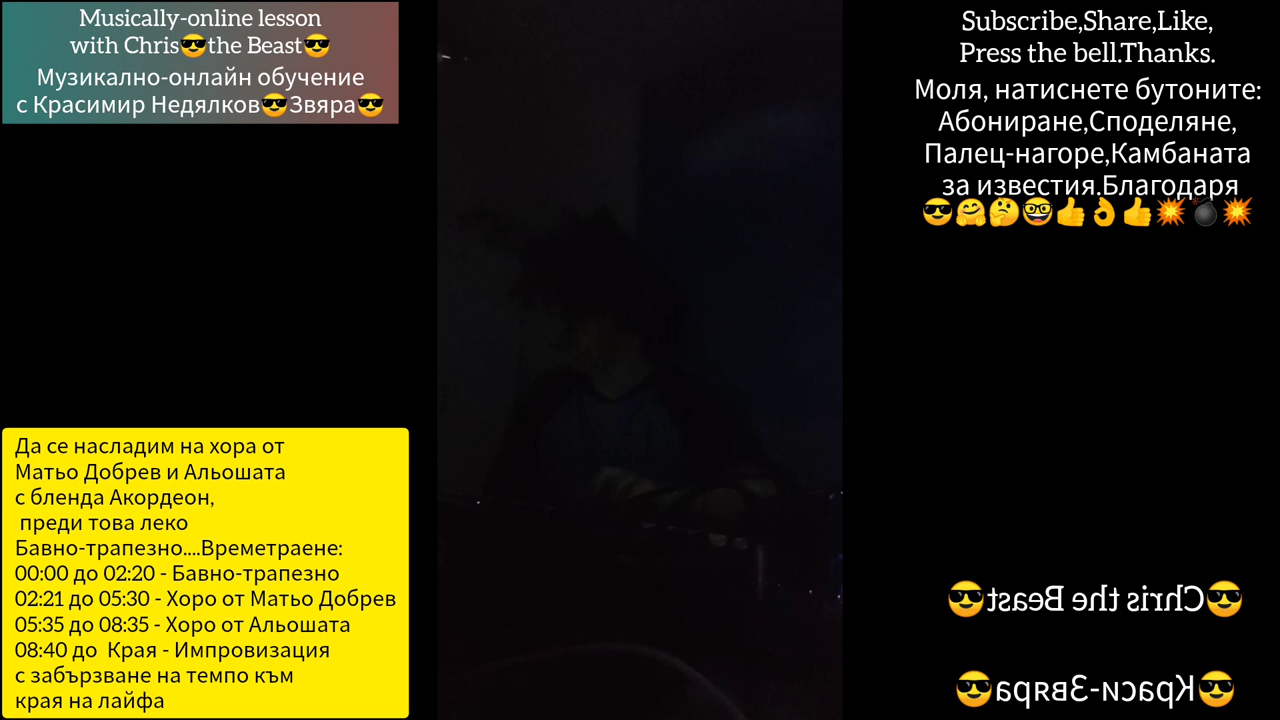 Musically-online lesson
with Chris😎the Beast😎
Музикално-онлайн обучение
с Красимир Недялков😎Звяра😎
Subscribe,Share,Like,
Press the bell.Thanks.
Моля, натиснете бутоните:
Абониране,Споделяне,
Палец-нагоре,Камбаната
за известия.Благодаря
😎🤗🤔🤓👍👌👍💥💣💥
Да се насладим на хора от
Матьо Добрев и Альошата
с бленда Акордеон,
преди това леко
Бавно-трапезно....Времетраене:
00:00 до 02:20 - Бавно-трапезно
02:21 до 05:30 - Хоро от Матьо Добрев
05:35 до 08:35 - Хоро от Альошата
08:40 до  Края - Импровизация
с забързване на темпо към
края на лайфа
😎Chris the Beast😎
😎Краси-Звяра😎